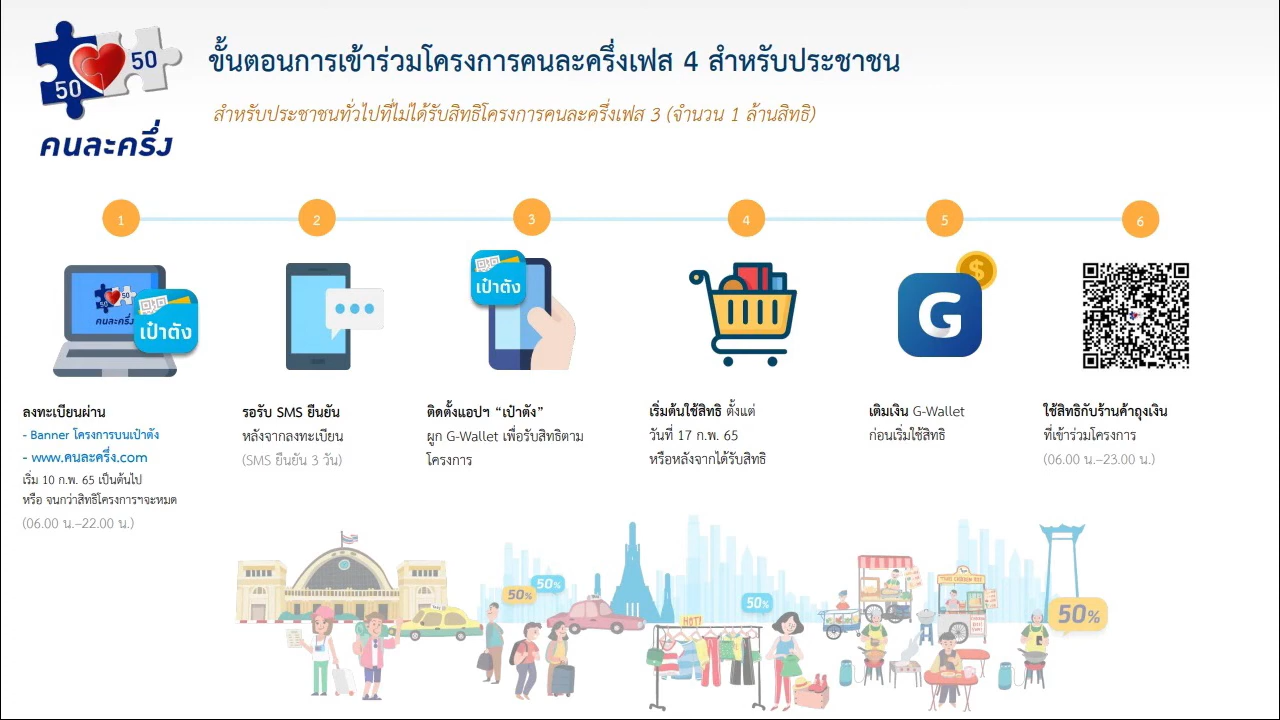 50
50
คนละครึ่ง
ขั้นตอนการเข้าร่วมโครงการคนละครึ่งเฟส 4 สำหรับประชาชน
สำหรับประชาชนทั่วไปที่ไม่ได้รับสิทธิโครงการคนละครึ่งเฟส 3 (จำนวน 1 ล้านสิทธิ)
1
2
3
4
5
6
50
50
คนละครึ่ง
เป๋าตัง
เป๋าตัง
G
$
ลงทะเบียนผ่าน
- Banner โครงการบนเป๋าตัง
- www.คนละครึ่ง.com
เริ่ม 10 ก.พ. 65 เป็นต้นไป
หรือ จนกว่าสิทธิโครงการฯจะหมด
(06.00 น.–22.00 น.)
รอรับ SMS ยืนยัน
หลังจากลงทะเบียน
(SMS ยืนยัน 3 วัน)
ติดตั้งแอปฯ “เป๋าตัง”
ผูก G-Wallet เพื่อรับสิทธิตาม
โครงการ
เริ่มต้นใช้สิทธิ ตั้งแต่
วันที่ 17 ก.พ. 65
หรือหลังจากได้รับสิทธิ
เติมเงิน G-Wallet
ก่อนเริ่มใช้สิทธิ
ใช้สิทธิกับร้านค้าถุงเงิน
ที่เข้าร่วมโครงการ
(06.00 น.–23.00 น.)
50%
50%
50%
HOT!
50%